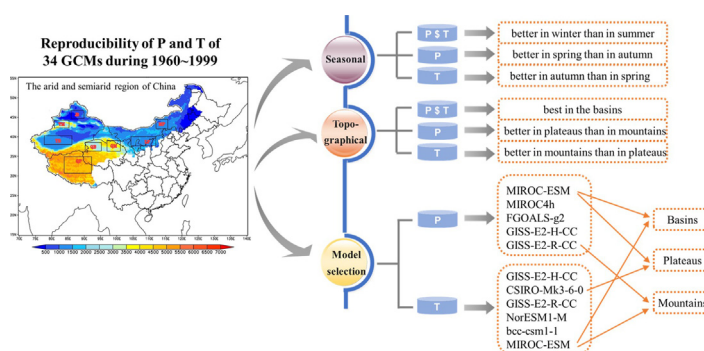 Reproducibility of P and T of
34 GCMs during 1960~1999
The arid and semiarid region of China
500 1000 1500 2000 2500 3000 3500 4000 4500 5000 5500 6000 7000
Seasonal
P $ T
better in winter than in summer
P
better in spring than in autumn
T
better in autumn than in spring
Topo-
graphical
P $ T
best in the basins
P
better in plateaus than in mountains
T
better in mountains than in plateaus
Model
selection
P
MIROC-ESM
MIROC4h
FGOALS-g2
GISS-E2-H-CC
GISS-E2-R-CC
T
GISS-E2-H-CC
CSIRO-Mk3-6-0
GISS-E2-R-CC
NorESM1-M
bcc-csm1-1
MIROC-ESM
Basins
Plateaus
Mountains